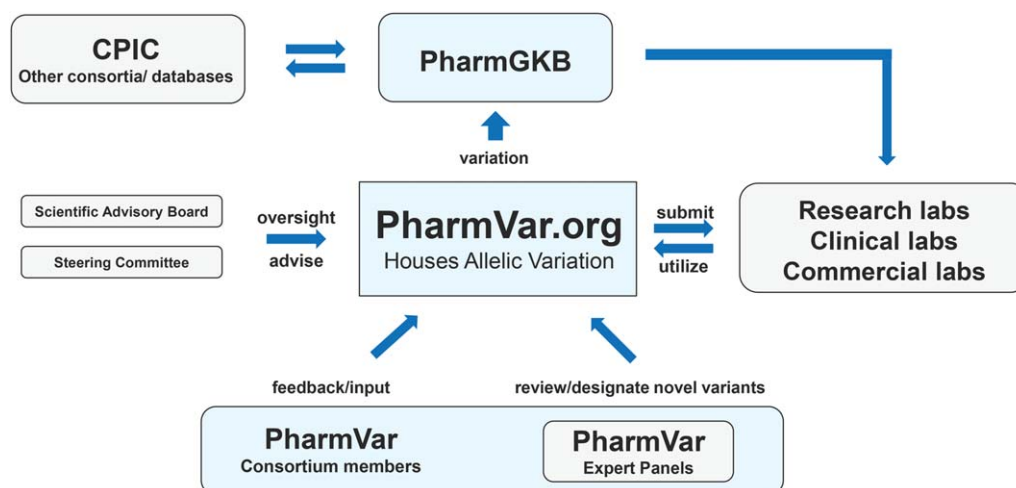 CPIC
Other consortia/ databases
PharmGKB
variation
Scientific Advisory Board
Steering Committee
oversight
advise
PharmVar.org
Houses Allelic Variation
submit
utilize
Research labs
Clinical labs
Commercial labs
feedback/input
review/designate novel variants
PharmVar
Consortium members
PharmVar
Expert Panels